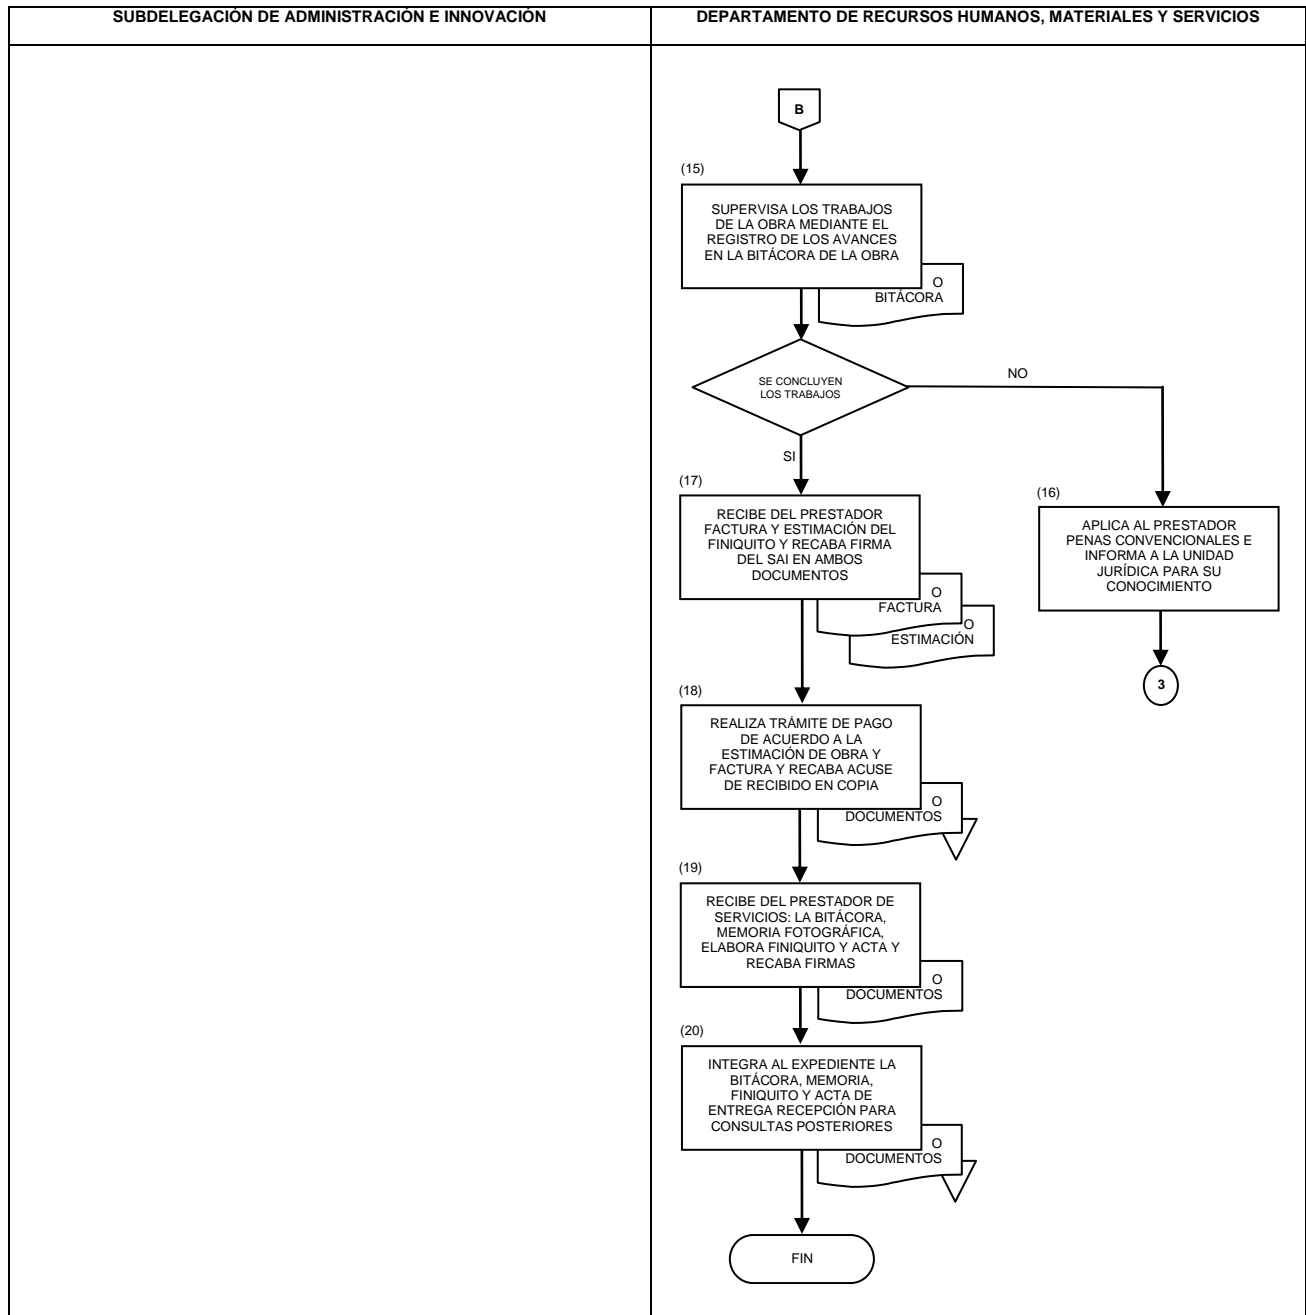 SUBDELEGACIÓN DE ADMINISTRACIÓN E INNOVACIÓN
DEPARTAMENTO DE RECURSOS HUMANOS, MATERIALES Y SERVICIOS
B
(15)
SUPERVISA LOS TRABAJOS
DE LA OBRA MEDIANTE EL
REGISTRO DE LOS AVANCES
EN LA BITÁCORA DE LA OBRA
O
BITÁCORA
SE CONCLUYEN
LOS TRABAJOS
NO
SI
(16)
APLICA AL PRESTADOR
PENAS CONVENCIONALES E
INFORMA A LA UNIDAD
JURÍDICA PARA SU
CONOCIMIENTO
3
(17)
RECIBE DEL PRESTADOR
FACTURA Y ESTIMACIÓN DEL
FINIQUITO Y RECABA FIRMA
DEL SAI EN AMBOS
DOCUMENTOS
O
FACTURA
O
ESTIMACIÓN
(18)
REALIZA TRÁMITE DE PAGO
DE ACUERDO A LA
ESTIMACIÓN DE OBRA Y
FACTURA Y RECABA ACUSE
DE RECIBIDO EN COPIA
O
DOCUMENTOS
(19)
RECIBE DEL PRESTADOR DE
SERVICIOS: LA BITÁCORA,
MEMORIA FOTOGRÁFICA,
ELABORA FINIQUITO Y ACTA Y
RECABA FIRMAS
O
DOCUMENTOS
(20)
INTEGRA AL EXPEDIENTE LA
BITÁCORA, MEMORIA,
FINIQUITO Y ACTA DE
ENTREGA RECEPCIÓN PARA
CONSULTAS POSTERIORES
O
DOCUMENTOS
FIN